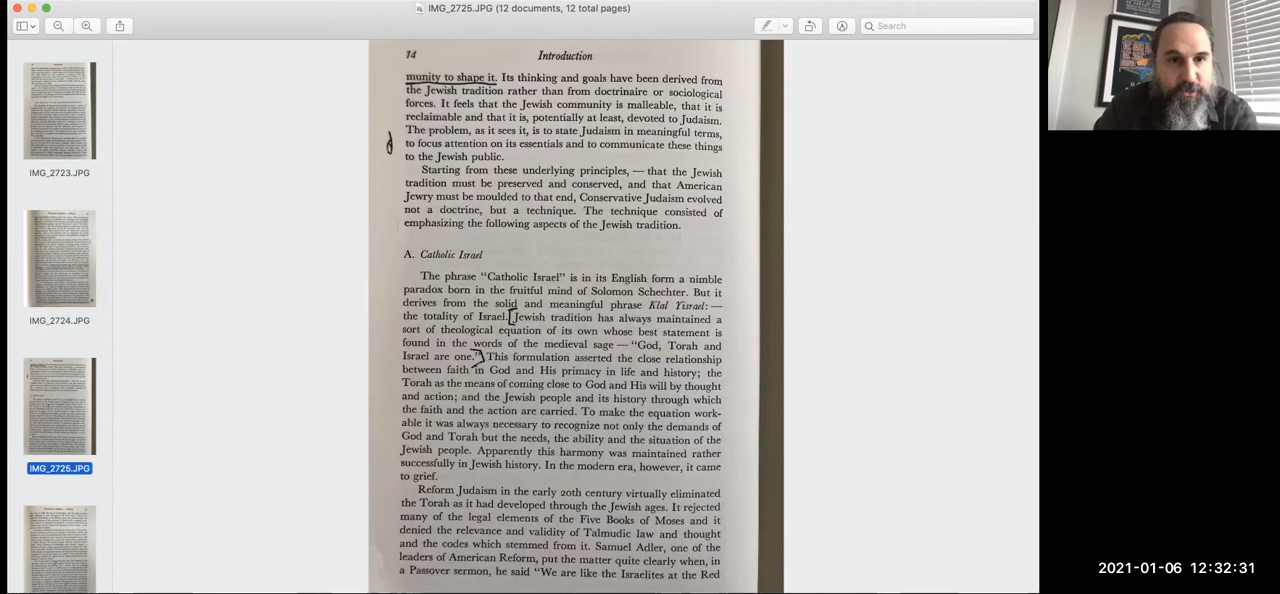 IMG_2725.JPG (12 documents, 12 total pages)
Search
IMG_2723.JPG
IMG_2724.JPG
IMG_2725.JPG
14 Introduction
munity to shape its thinking and goals have been derived from
the Jewish tradition rather than from doctrinaire or sociological
forces. It feels that the Jewish community is malleable, that it is
reclaimable and that it is, potentially at least, devoted to Judaism.
The problem, then, is to state Judaism in meaningful terms,
to focus attention on essentials and to communicate these things
to the Jewish public.
Starting from these underlying principles, — that the Jewish
tradition must be preserved and conserved, and that American
Jewry must be moulded to that end, Conservative Judaism evolved
not a doctrine but a technique. The technique consisted of
emphasizing the following aspects of the Jewish tradition.
A. Catholic Israel
The phrase "Catholic Israel" is in its English form a nimble
paradox born in the fruitful mind of Solomon Schechter. But it
derives from the solid and meaningful phrase Klal Yisrael: —
the totality of Israel. Jewish tradition has always maintained a
sort of theological equation of its own whose best statement is
found in the words of the medieval sage — "God, Torah and
Israel are one." This formulation asserted the close relationship
between faith in God and His primacy in life and history; the
Torah as the means of coming closer to God and His will by thought
and action; and the Jewish people and its history through which
the faith and Torah were carried. To make the equation work-
able it was always necessary to recognize not only the demands of
God and Torah but the needs, the reality and the situation of the
Jewish people. Apparently this harmony was maintained rather
successfully in Jewish history. In the modern era, however, it came
to grief.
Reform Judaism in the early 20th century virtually eliminated
the Torah as it had developed through the Jewish ages. It rejected
many of the requirements of the Five Books of Moses and it
denied the relevance and validity of Talmudic law and thought
and the codes which stemmed from it. Samuel Adler, one of the
leaders of American Reform, put the matter quite clearly when, in
a Passover sermon, he said "We are like the Israelites at the Red
2021-01-06 12:32:31